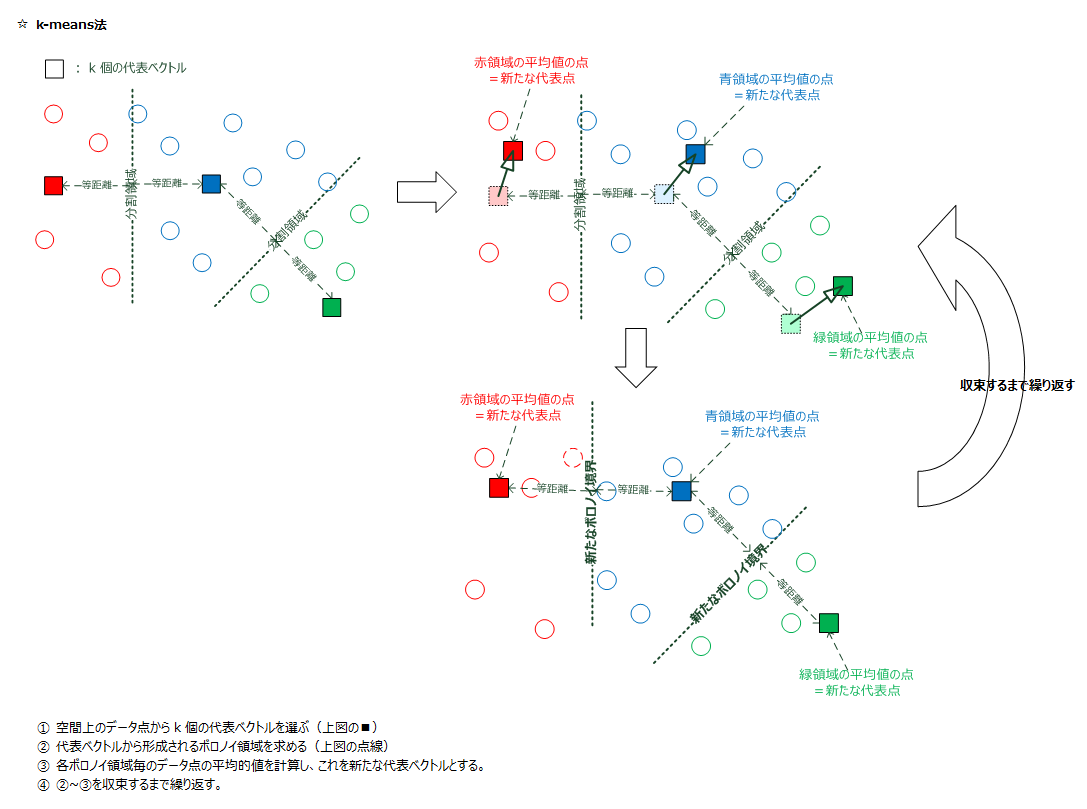 ☆ k-means法
： k 個の代表ベクトル
等距離
等距離
分割領域
等距離
分割領域
等距離
赤領域の平均値の点
＝新たな代表点
青領域の平均値の点
＝新たな代表点
等距離
等距離
分割領域
等距離
分割領域
等距離
緑領域の平均値の点
＝新たな代表点
収束するまで繰り返す
赤領域の平均値の点
＝新たな代表点
青領域の平均値の点
＝新たな代表点
等距離
等距離
新たなボロノイ境界
等距離
新たなボロノイ境界
等距離
緑領域の平均値の点
＝新たな代表点
① 空間上のデータ点から k 個の代表ベクトルを選ぶ（上図の■）
② 代表ベクトルから形成されるボロノイ領域を求める（上図の点線）
③ 各ボロノイ領域毎のデータ点の平均的値を計算し、これを新たな代表ベクトルとする。
④ ②~③を収束するまで繰り返す。